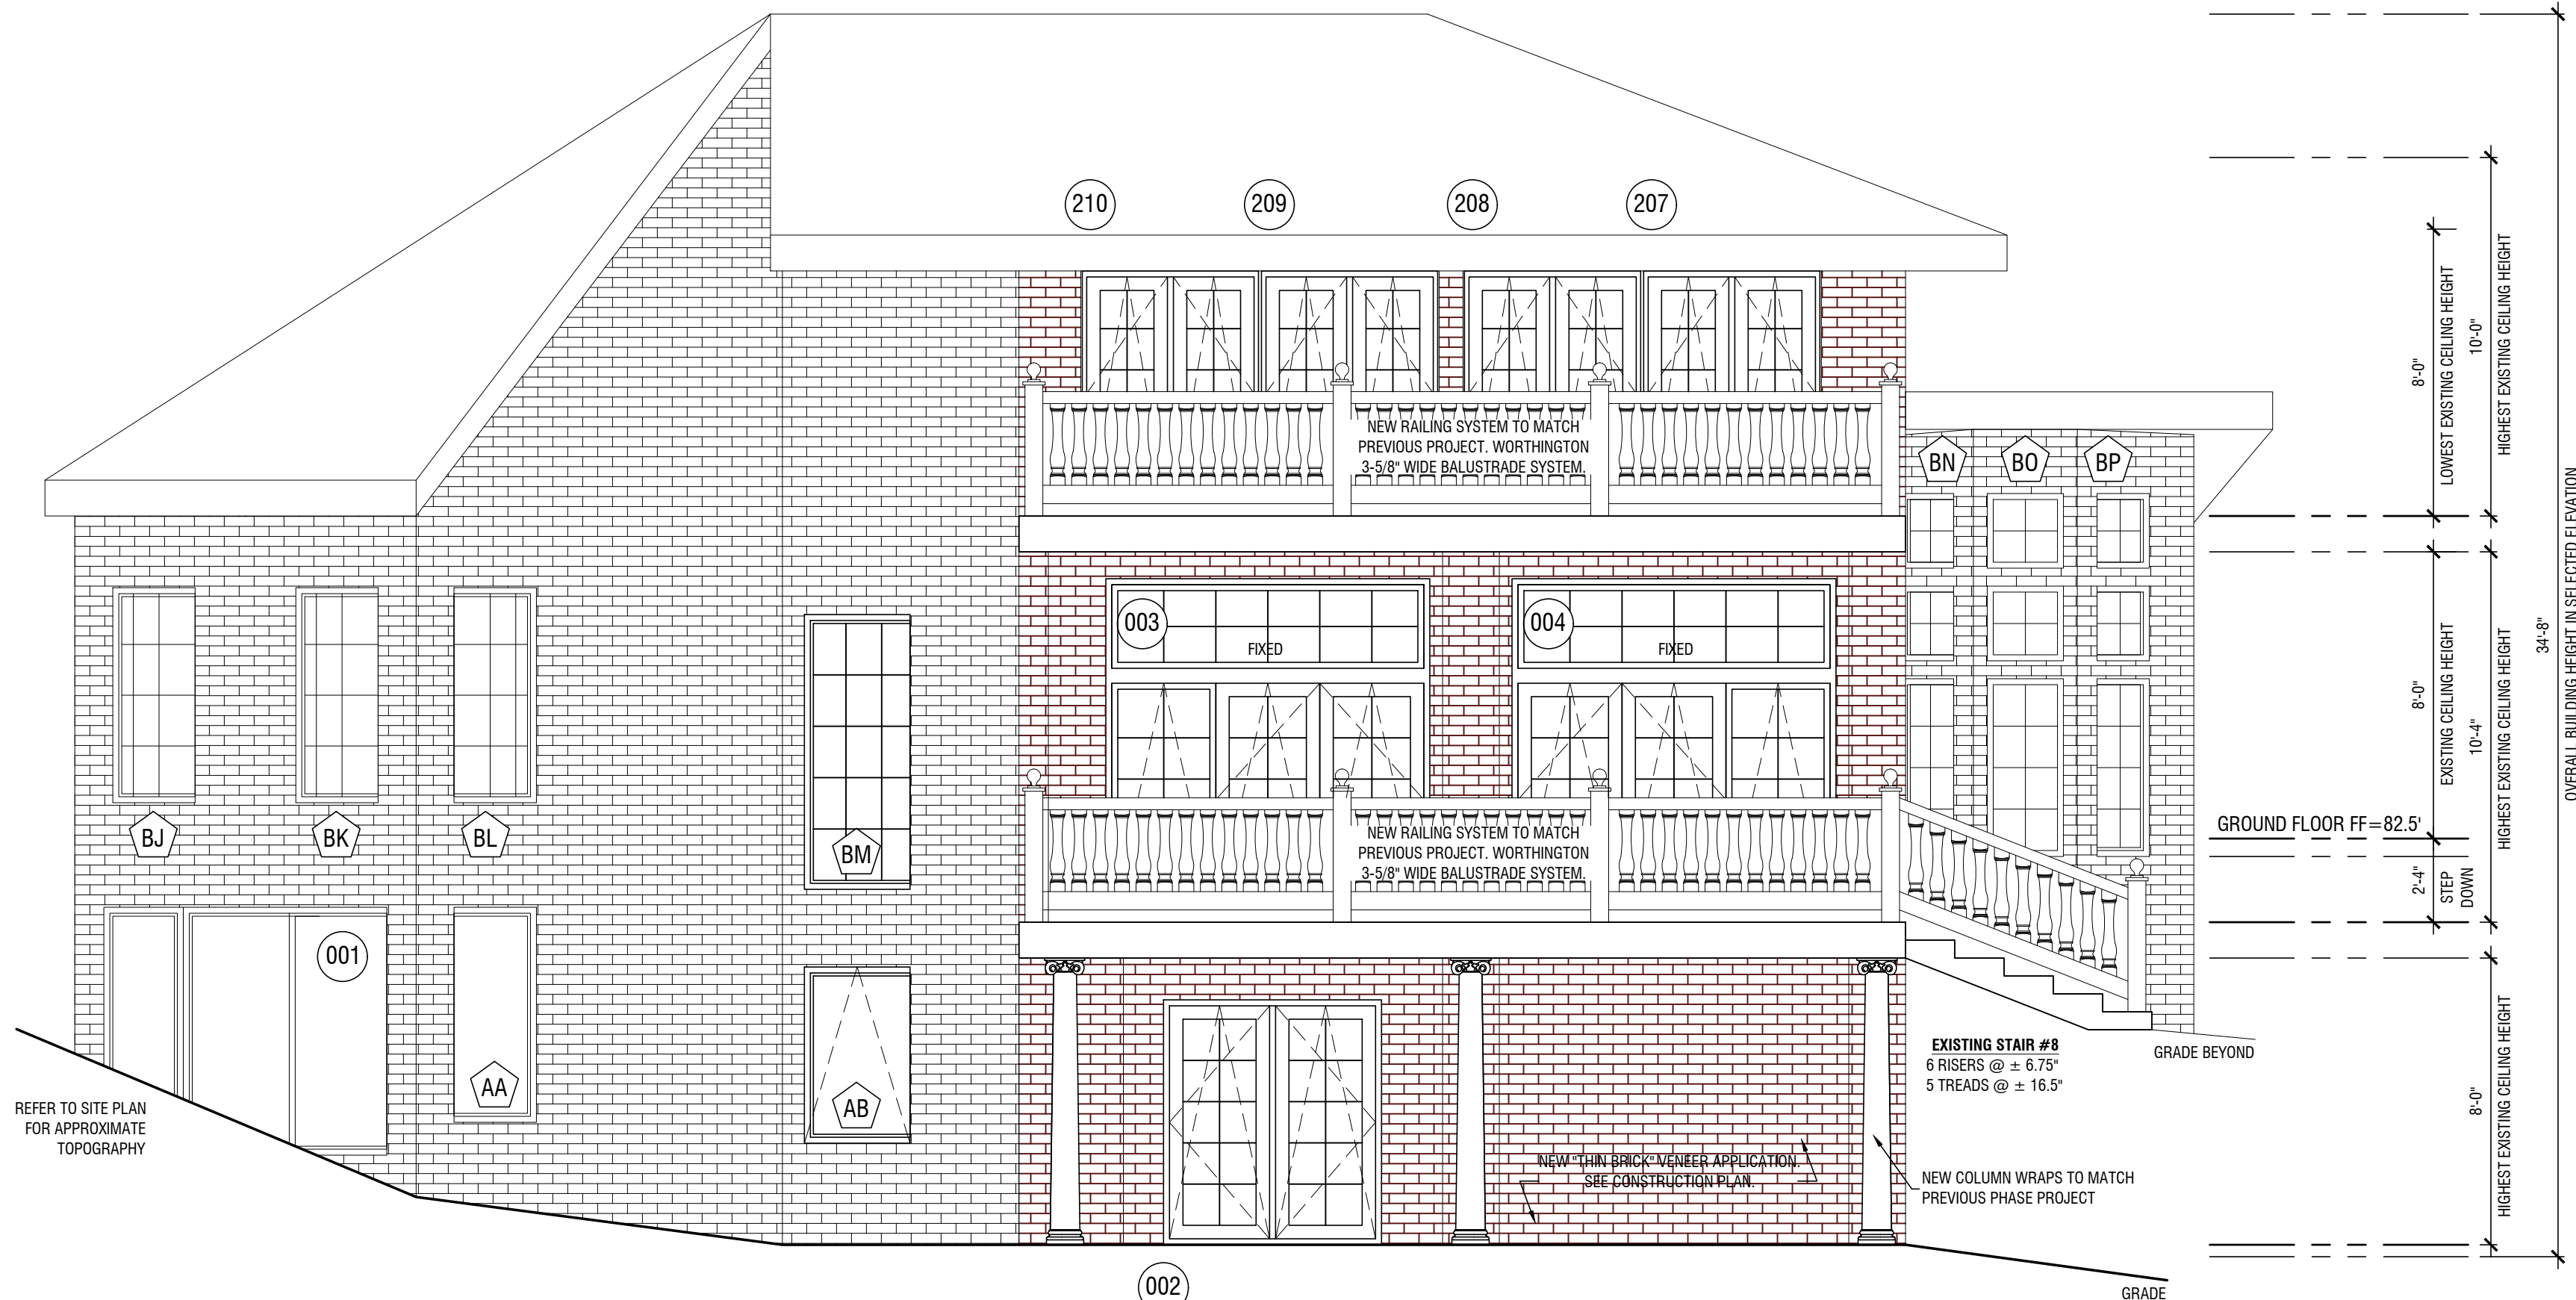 210
209
208
207
NEW RAILING SYSTEM TO MATCH
PREVIOUS PROJECT. WORTHINGTON
3-5/8" WIDE BALUSTRADE SYSTEM.
BN
BO
BP
003
FIXED
004
FIXED
BJ
BK
BL
BM
NEW RAILING SYSTEM TO MATCH
PREVIOUS PROJECT. WORTHINGTON
3-5/8" WIDE BALUSTRADE SYSTEM.
001
AA
AB
REFER TO SITE PLAN
FOR APPROXIMATE
TOPOGRAPHY
EXISTING STAIR #8
6 RISERS @ ± 6.75"
5 TREADS @ ± 16.5"
GRADE BEYOND
NEW "THIN BRICK" VENEER APPLICATION.
SEE CONSTRUCTION PLAN.
NEW COLUMN WRAPS TO MATCH
PREVIOUS PHASE PROJECT
002
GRADE
8'-0"
LOWEST EXISTING CEILING HEIGHT
10'-0"
HIGHEST EXISTING CEILING HEIGHT
8'-0"
EXISTING CEILING HEIGHT
10'-4"
HIGHEST EXISTING CEILING HEIGHT
GROUND FLOOR FF=82.5'
2'-4"
STEP
DOWN
8'-0"
HIGHEST EXISTING CEILING HEIGHT
34'-8"
OVERALL BUILDING HEIGHT IN SELECTED ELEVATION